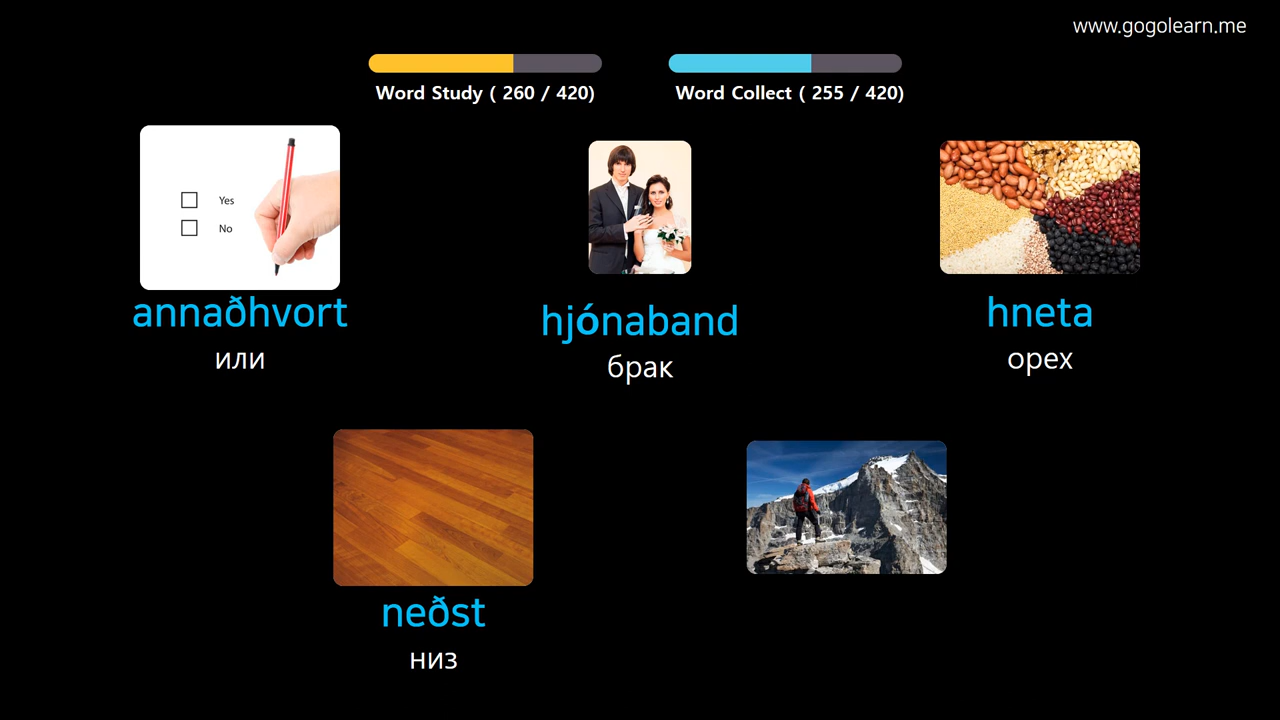 www.gogolearn.me
Word Study ( 260 / 420)
Word Collect ( 255 / 420)
Yes
No
annaðhvort
или
hjónaband
брак
hneta
орех
neðst
низ